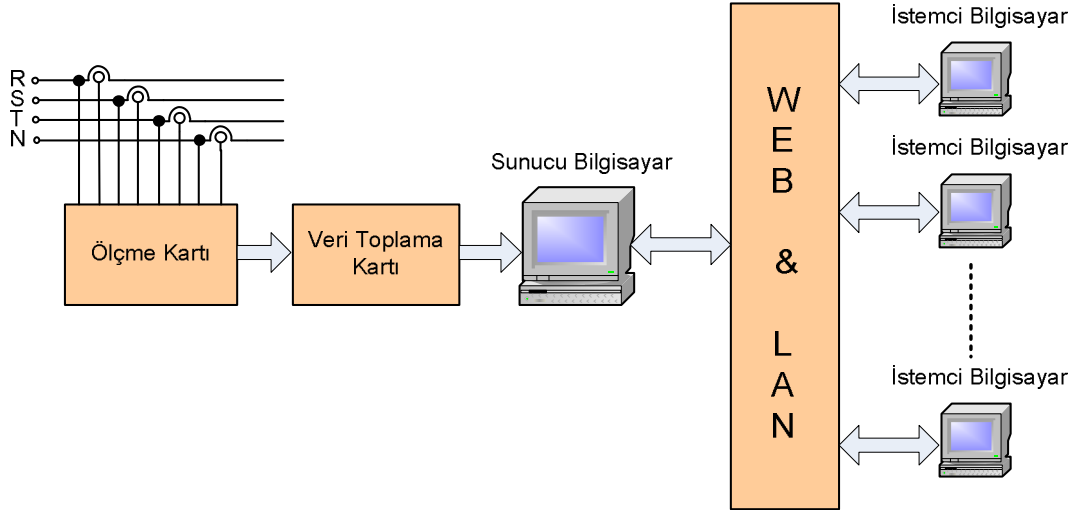 R
S
T
N
Ölçme Kartı
Veri Toplama
Kartı
Sunucu Bilgisayar
W
E
B
&
L
A
N
İstemci Bilgisayar
İstemci Bilgisayar
İstemci Bilgisayar